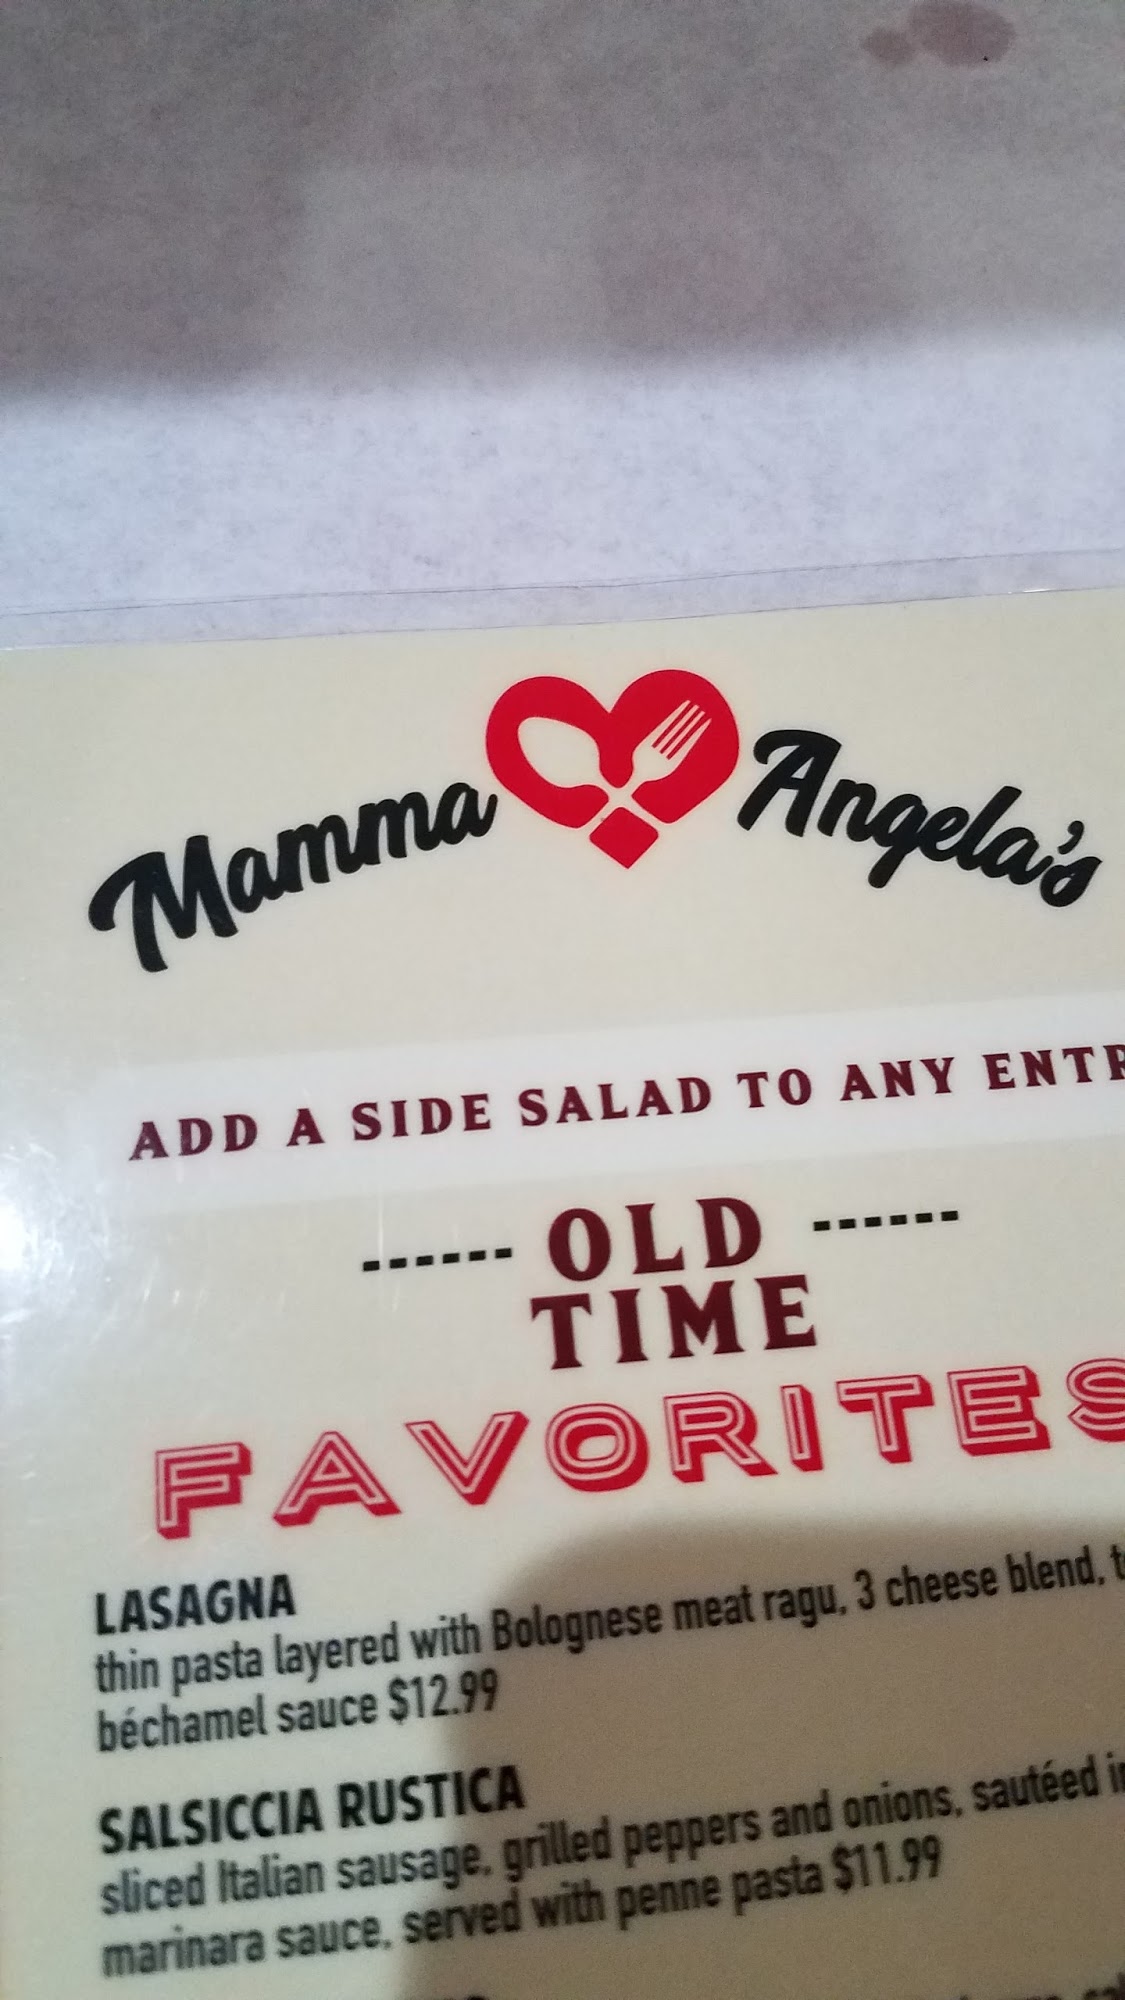 Mamma Angela's
ADD A SIDE SALAD TO ANY
OLD
TIME
FAVORITES
LASAGNA
thin pasta layered with Bolognese meat ragu, 3 cheese blend,
béchamel sauce $12.99
SALSICCIA RUSTICA
sliced Italian sausage, grilled peppers and onions, sautéed
marinara sauce, served with penne pasta $11.99